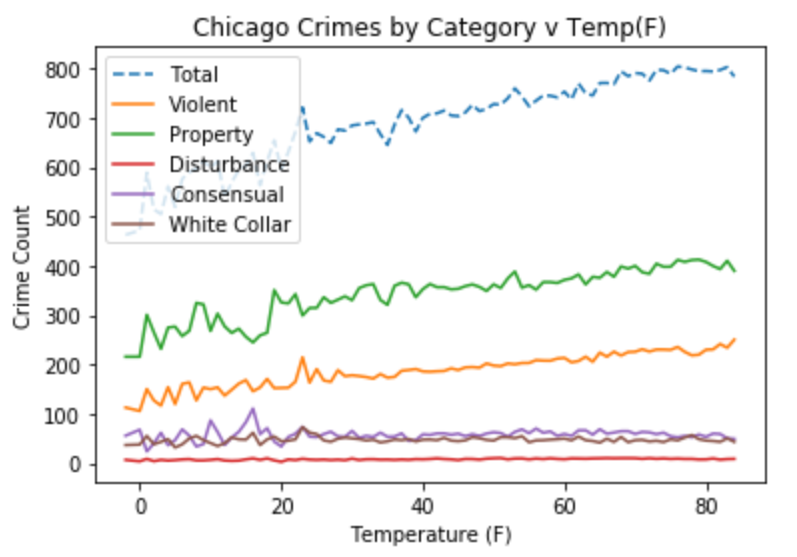 Chicago Crimes by Category v Temp(F)
800
700
600
500
400
300
200
100
0
Crime Count
Total
Violent
Property
Disturbance
Consensual
White Collar
0 20 40 60 80
Temperature (F)